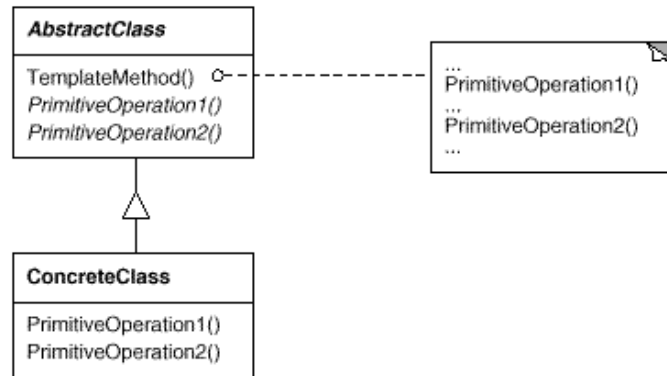 AbstractClass
TemplateMethod()
PrimitiveOperation1()
PrimitiveOperation2()
...
PrimitiveOperation1()
...
PrimitiveOperation2()
...
ConcreteClass
PrimitiveOperation1()
PrimitiveOperation2()